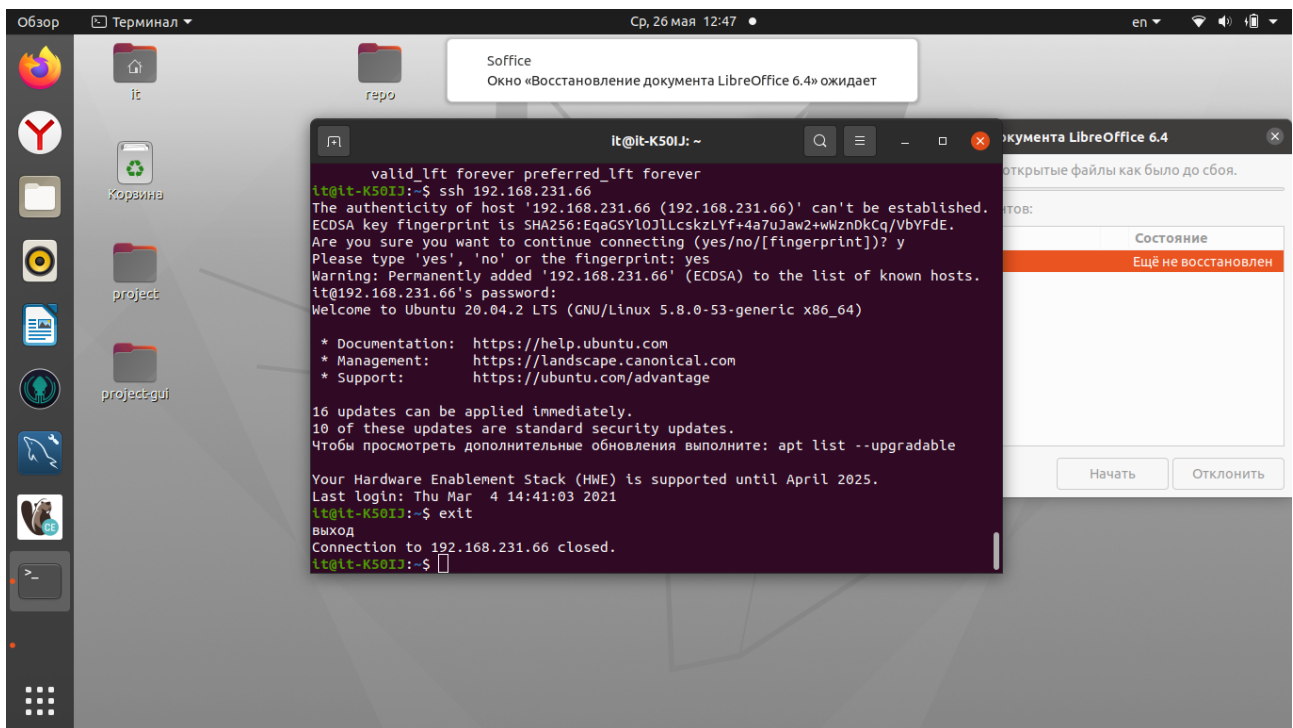 Обзор
Терминал
Ср, 26 мая 12:47
en
it
repo
Корзина
project
project-gui
Soffice
Окно «Восстановление документа LibreOffice 6.4» ожидает
it@it-K50IJ: ~
valid_lft forever preferred_lft forever
it@it-K50IJ:~$ ssh 192.168.231.66
The authenticity of host '192.168.231.66 (192.168.231.66)' can't be established.
ECDSA key fingerprint is SHA256:EqaGSYlOJlLcskzLYf+4a7uJaw2+wWznDkCq/VbYFdE.
Are you sure you want to continue connecting (yes/no/[fingerprint])? y
Please type 'yes', 'no' or the fingerprint: yes
Warning: Permanently added '192.168.231.66' (ECDSA) to the list of known hosts.
it@192.168.231.66's password:
Welcome to Ubuntu 20.04.2 LTS (GNU/Linux 5.8.0-53-generic x86_64)
* Documentation:  https://help.ubuntu.com
* Management:     https://landscape.canonical.com
* Support:        https://ubuntu.com/advantage
16 updates can be applied immediately.
10 of these updates are standard security updates.
Чтобы просмотреть дополнительные обновления выполните: apt list --upgradable
Your Hardware Enablement Stack (HWE) is supported until April 2025.
Last login: Thu Mar  4 14:41:03 2021
it@it-K50IJ:~$ exit
выход
Connection to 192.168.231.66 closed.
it@it-K50IJ:~$
окумента LibreOffice 6.4
открытые файлы как было до сбоя.
нтов:
Состояние
Ещё не восстановлен
Начать
Отклонить
CE